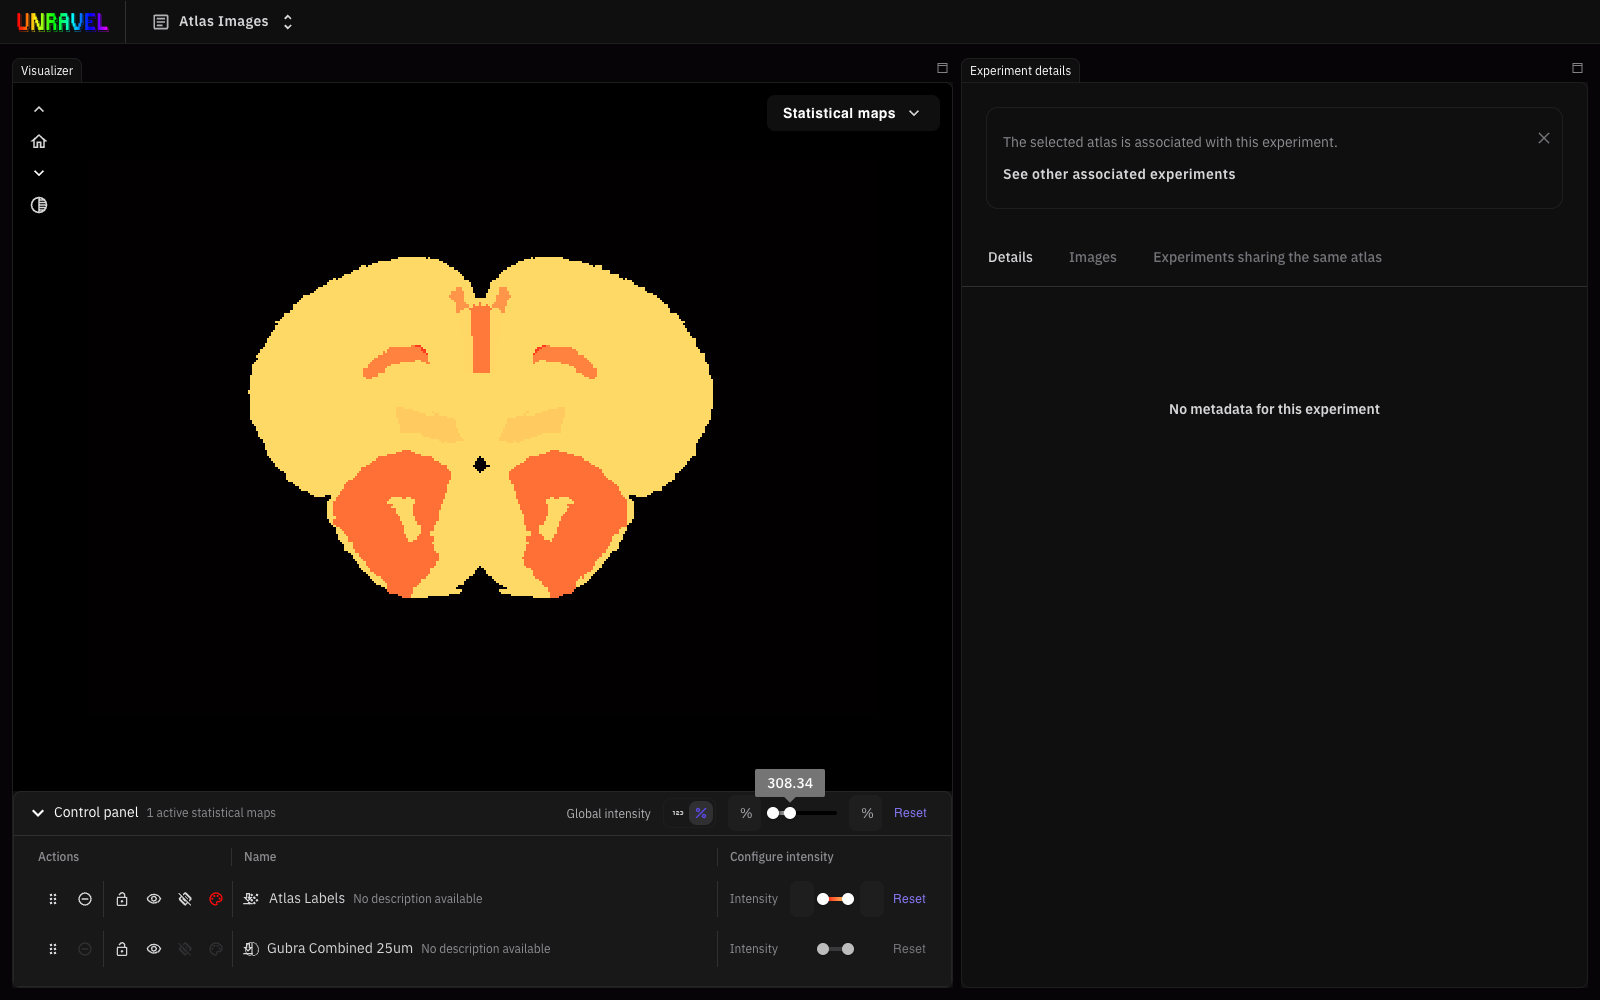 UNRAVEL
Atlas Images
Visualizer
Statistical maps
308.34
Control panel 1 active statistical maps
Global intensity 123 % % % Reset
Actions Name Configure intensity
Atlas Labels No description available Intensity Reset
Gubra Combined 25um No description available Intensity Reset
Experiment details
The selected atlas is associated with this experiment.
See other associated experiments
Details Images Experiments sharing the same atlas
No metadata for this experiment